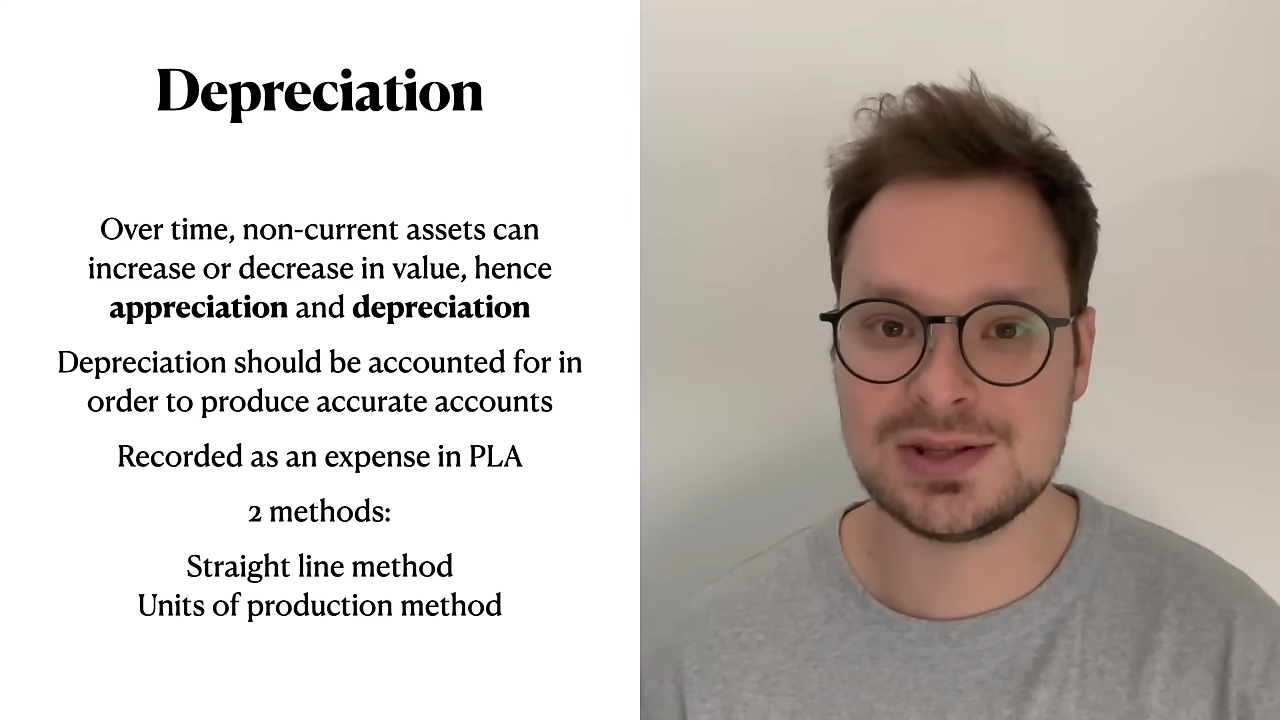 Depreciation
Over time, non-current assets can
increase or decrease in value, hence
appreciation and depreciation
Depreciation should be accounted for in
order to produce accurate accounts
Recorded as an expense in PLA
2 methods:
Straight line method
Units of production method